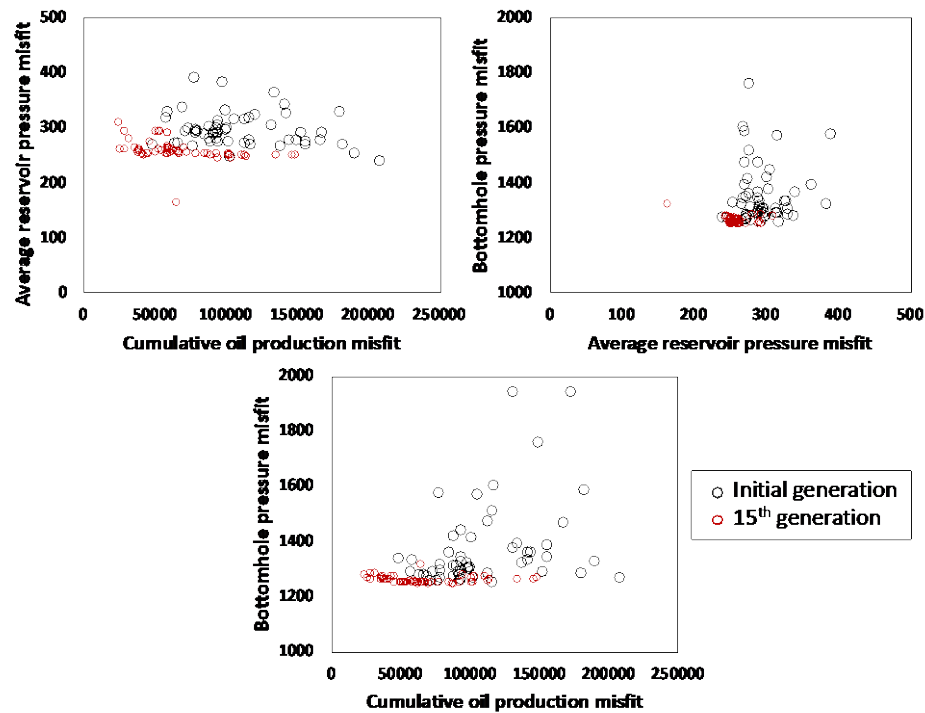 500
400
300
200
100
0
Average reservoir pressure misfit
0 50000 100000 150000 200000 250000
Cumulative oil production misfit
2000
1800
1600
1400
1200
1000
Bottomhole pressure misfit
0 100 200 300 400 500
Average reservoir pressure misfit
2000
1800
1600
1400
1200
1000
Bottomhole pressure misfit
0 50000 100000 150000 200000 250000
Cumulative oil production misfit
Initial generation
15th generation